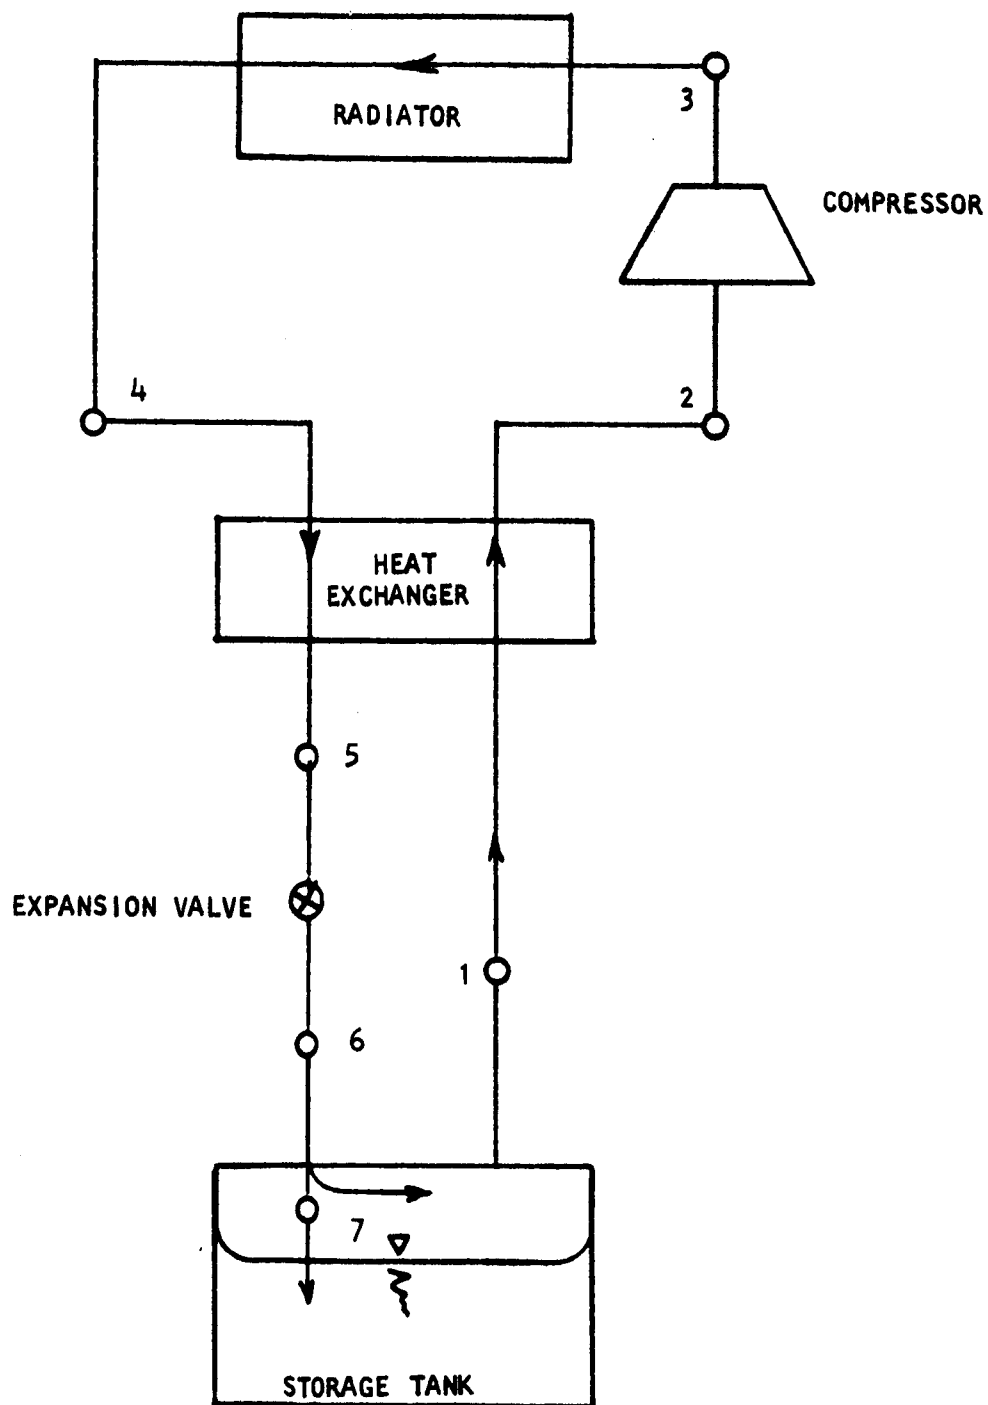 RADIATOR
3
COMPRESSOR
4
2
HEAT
EXCHANGER
5
EXPANSION VALVE
1
6
7
STORAGE TANK